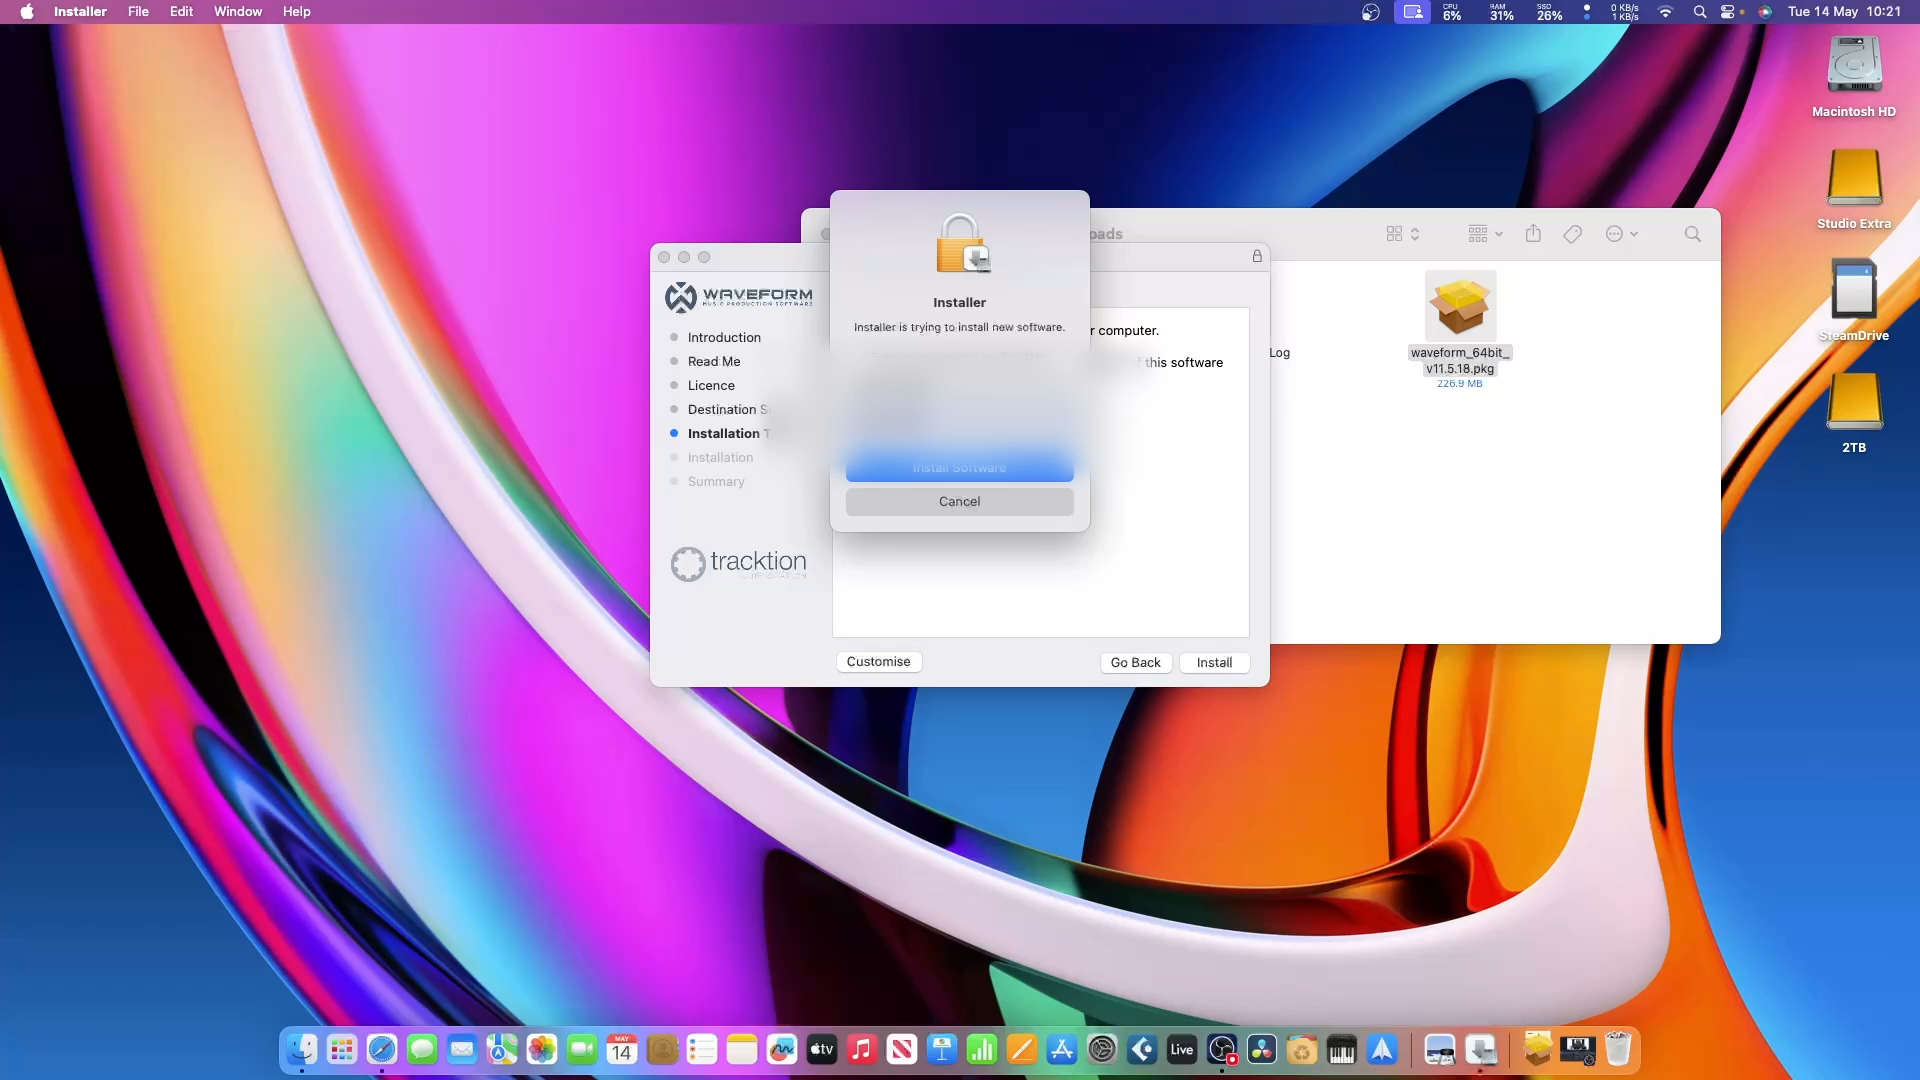 Installer File Edit Window Help
CPU 6% RAM 31% SSD 26% 0 KB/s 1 KB/s Tue 14 May 10:21
Macintosh HD
Studio Extra
SteamDrive
2TB
oads
Log
waveform_64bit_
v11.5.18.pkg
226.9 MB
WAVEFORM
MUSIC PRODUCTION SOFTWARE
Introduction
Read Me
Licence
Destination S
Installation T
Installation
Summary
tracktion
CORPORATION
r computer.
this software
Customise
Go Back
Install
Installer
Installer is trying to install new software.
Install Software
Cancel
MAY
14
tv
Live